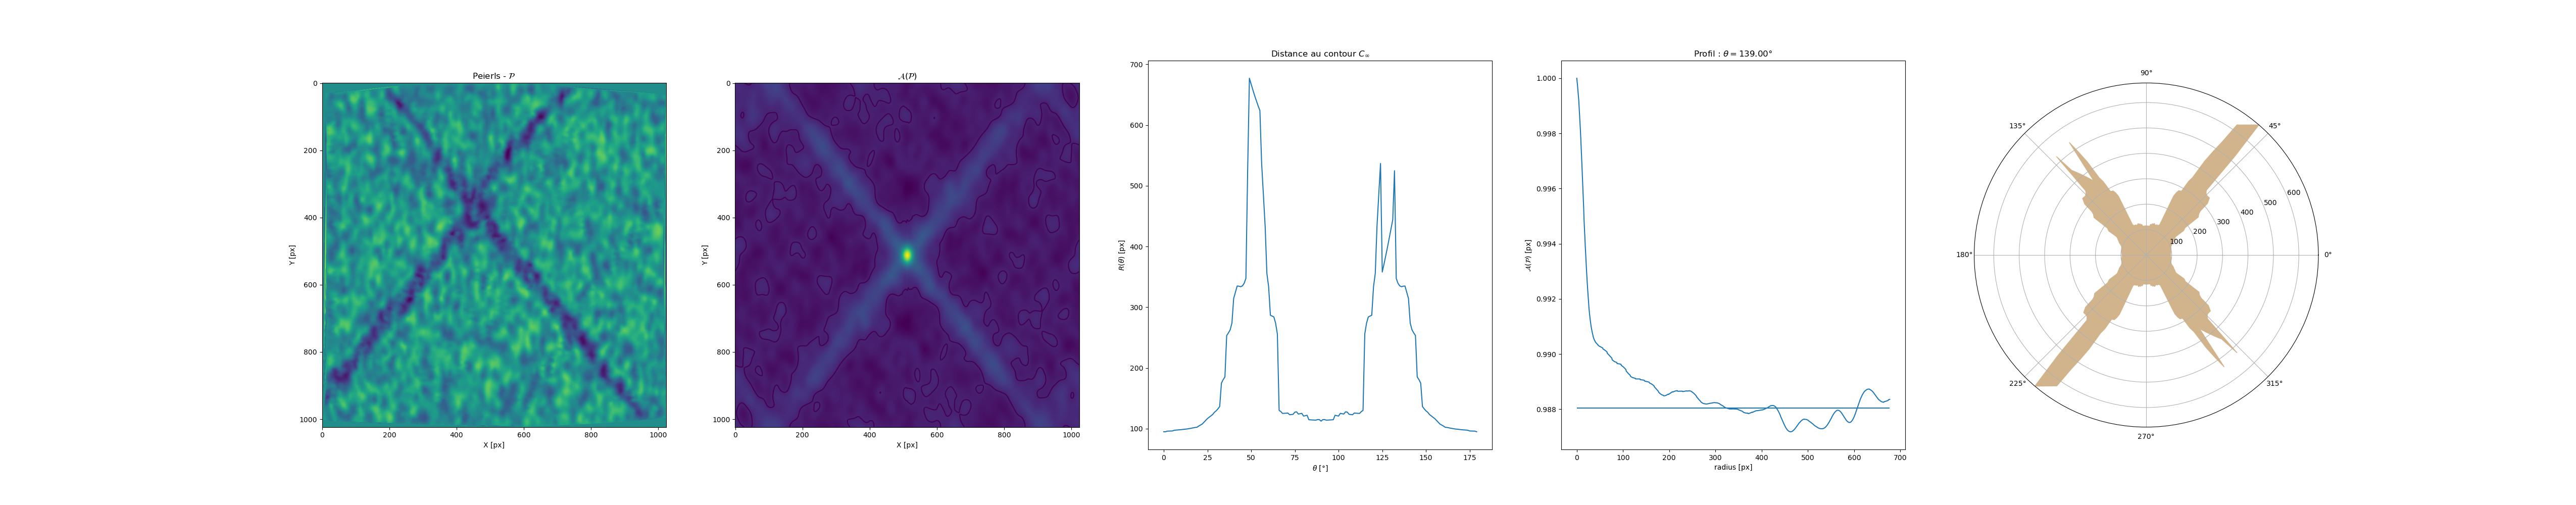 Peierls - 𝒫
0
200
400
600
800
1000
Y [px]
0 200 400 600 800 1000
X [px]
𝒜(𝒫)
0
200
400
600
800
1000
Y [px]
0 200 400 600 800 1000
X [px]
Distance au contour C∞
700
600
500
400
300
200
100
R(θ) [px]
0 25 50 75 100 125 150 175
θ [°]
Profil : θ = 139.00°
1.000
0.998
0.996
0.994
0.992
0.990
0.988
𝒜(𝒫) [px]
0 100 200 300 400 500 600 700
radius [px]
90°
135° 45°
600
500
400
300
200
100
180° 0°
225° 315°
270°